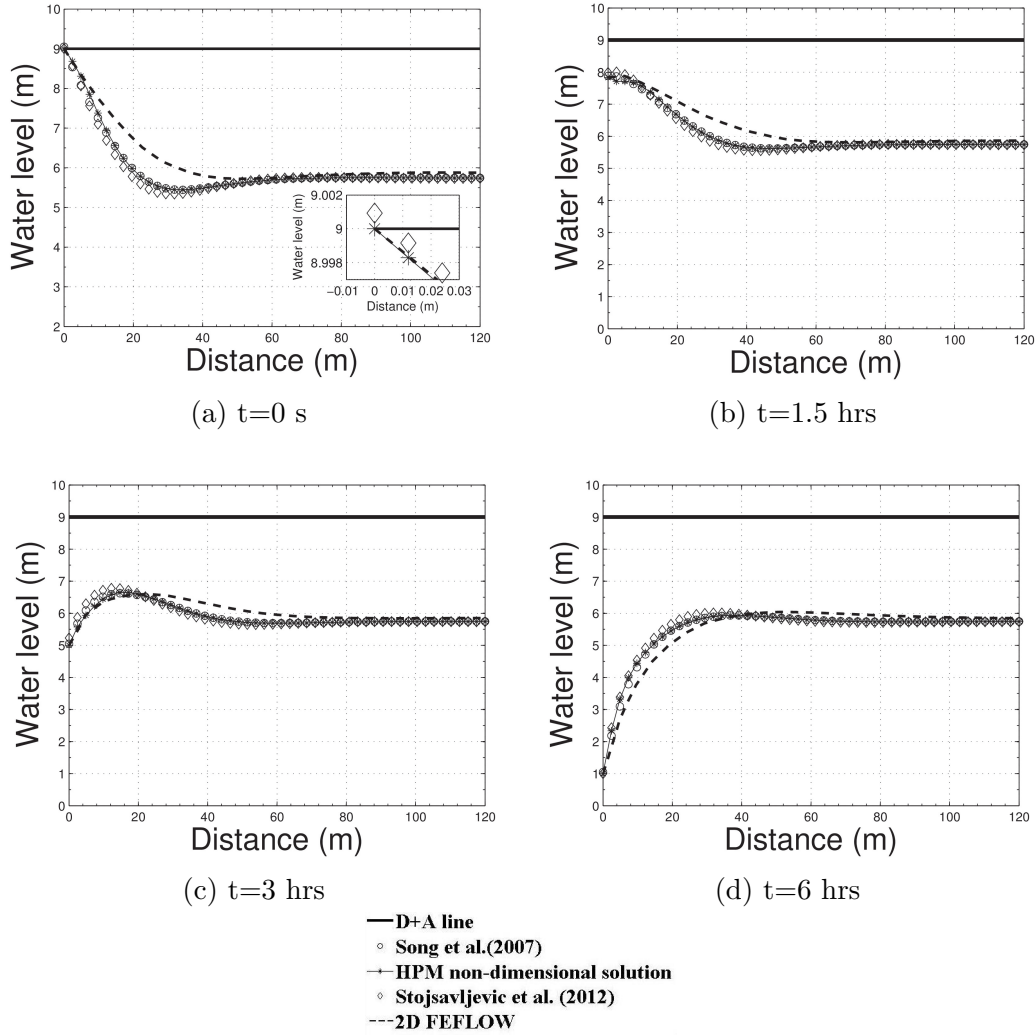 10
9
8
7
6
5
4
3
2
0 20 40 60 80 100 120
Water level (m)
Distance (m)
9.002
9
8.998
−0.01 0 0.01 0.02 0.03
Water level (m)
Distance (m)
(a) t=0 s
10
9
8
7
6
5
4
3
2
1
0
0 20 40 60 80 100 120
Water level (m)
Distance (m)
(b) t=1.5 hrs
10
9
8
7
6
5
4
3
2
1
0
0 20 40 60 80 100 120
Water level (m)
Distance (m)
(c) t=3 hrs
10
9
8
7
6
5
4
3
2
1
0
0 20 40 60 80 100 120
Water level (m)
Distance (m)
(d) t=6 hrs
D+A line
Song et al.(2007)
HPM non-dimensional solution
Stojsavljevic et al. (2012)
2D FEFLOW